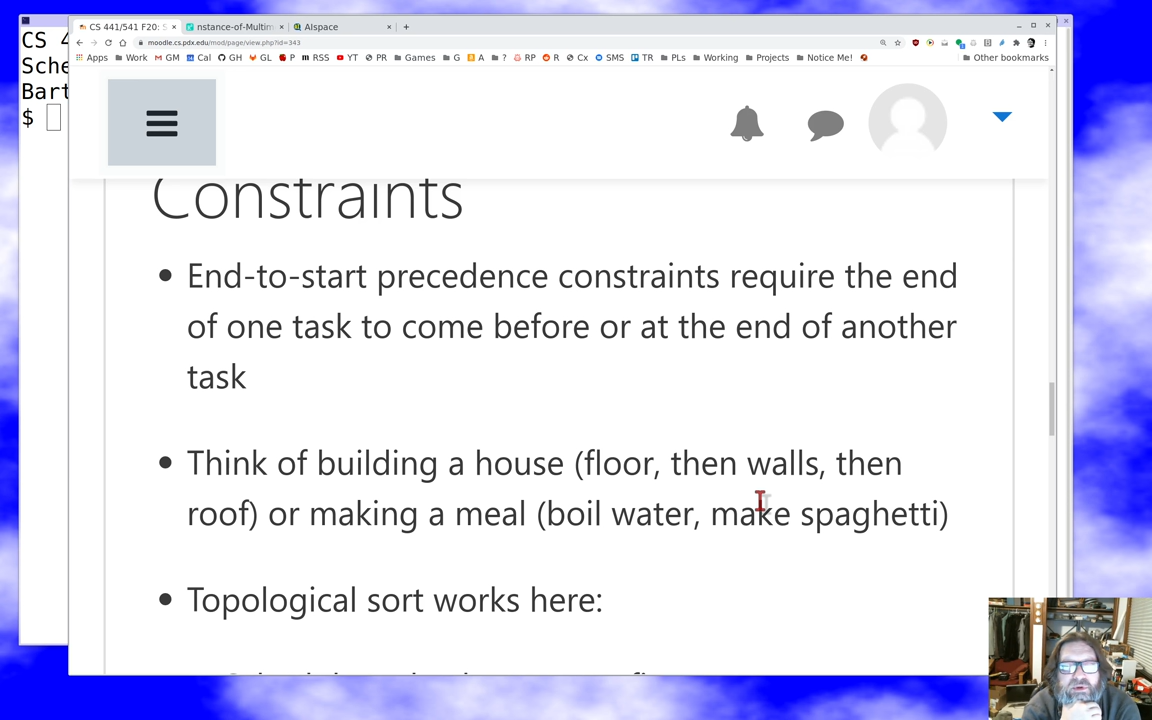 CS 441/541 F20: S
nstance-of-Multim
AIspace
moodle.cs.pdx.edu/mod/page/view.php?id=343
Apps Work GM Cal GH GL P RSS YT PR Games G A ? RP R Cx SMS TR PLs Working Projects Notice Me! Other bookmarks
CS 4
Sche
Bart
$
Constraints
End-to-start precedence constraints require the end
of one task to come before or at the end of another
task
Think of building a house (floor, then walls, then
roof) or making a meal (boil water, make spaghetti)
Topological sort works here: